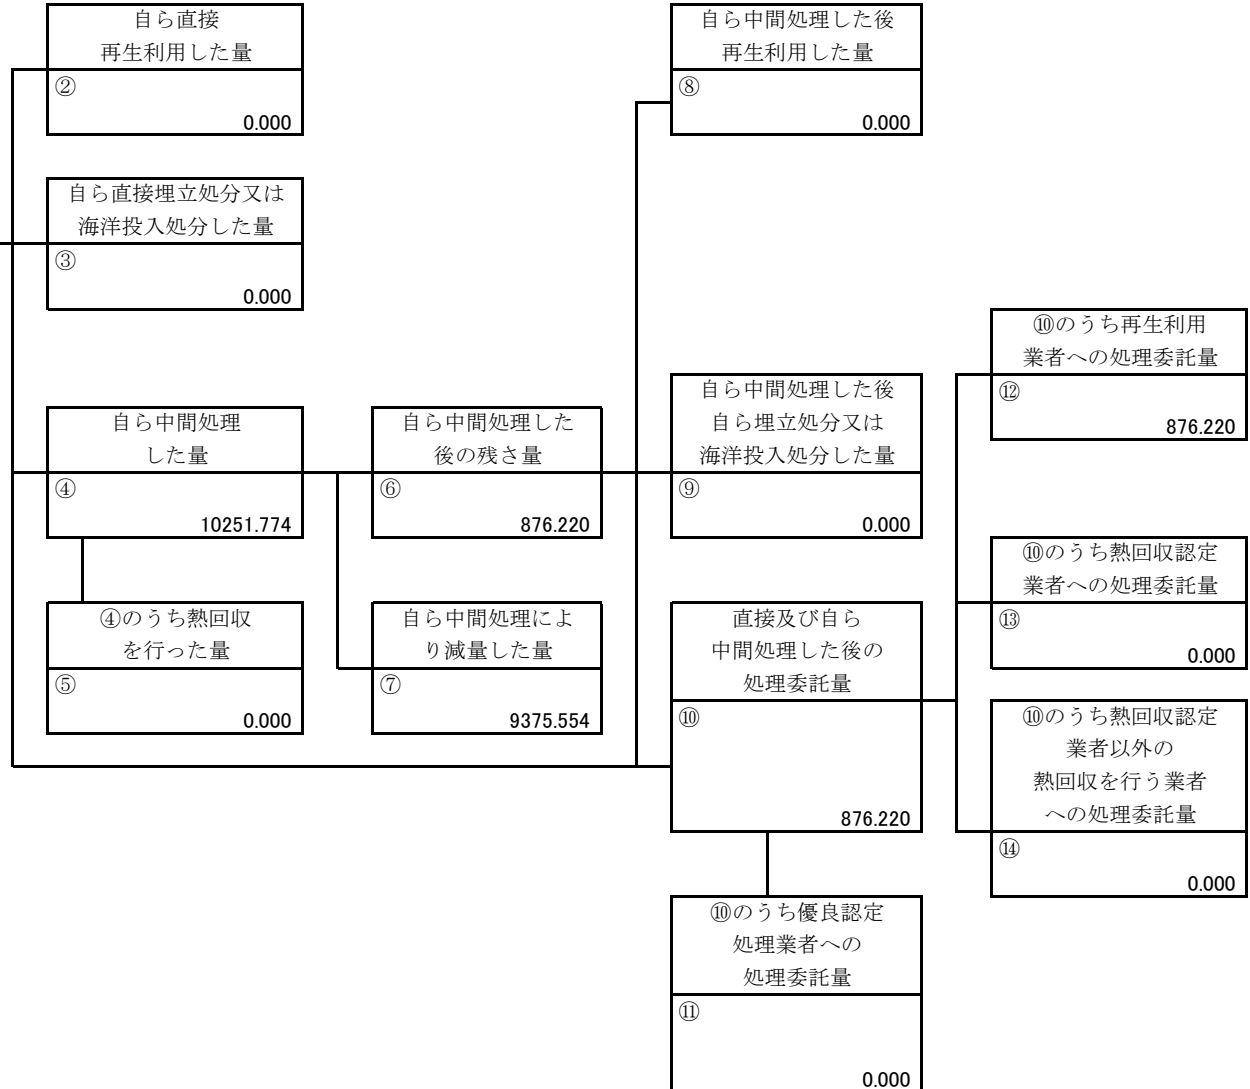 自ら直接
再生利用した量
②
0.000
自ら中間処理した後
再生利用した量
⑧
0.000
自ら直接埋立処分又は
海洋投入処分した量
③
0.000
⑩のうち再生利用
業者への処理委託量
⑫
876.220
自ら中間処理
した量
④
10251.774
自ら中間処理した
後の残さ量
⑥
876.220
自ら中間処理した後
自ら埋立処分又は
海洋投入処分した量
⑨
0.000
⑩のうち熱回収認定
業者への処理委託量
⑬
0.000
④のうち熱回収
を行った量
⑤
0.000
自ら中間処理によ
り減量した量
⑦
9375.554
直接及び自ら
中間処理した後の
処理委託量
⑩
876.220
⑩のうち熱回収認定
業者以外の
熱回収を行う業者
への処理委託量
⑭
0.000
⑩のうち優良認定
処理業者への
処理委託量
⑪
0.000